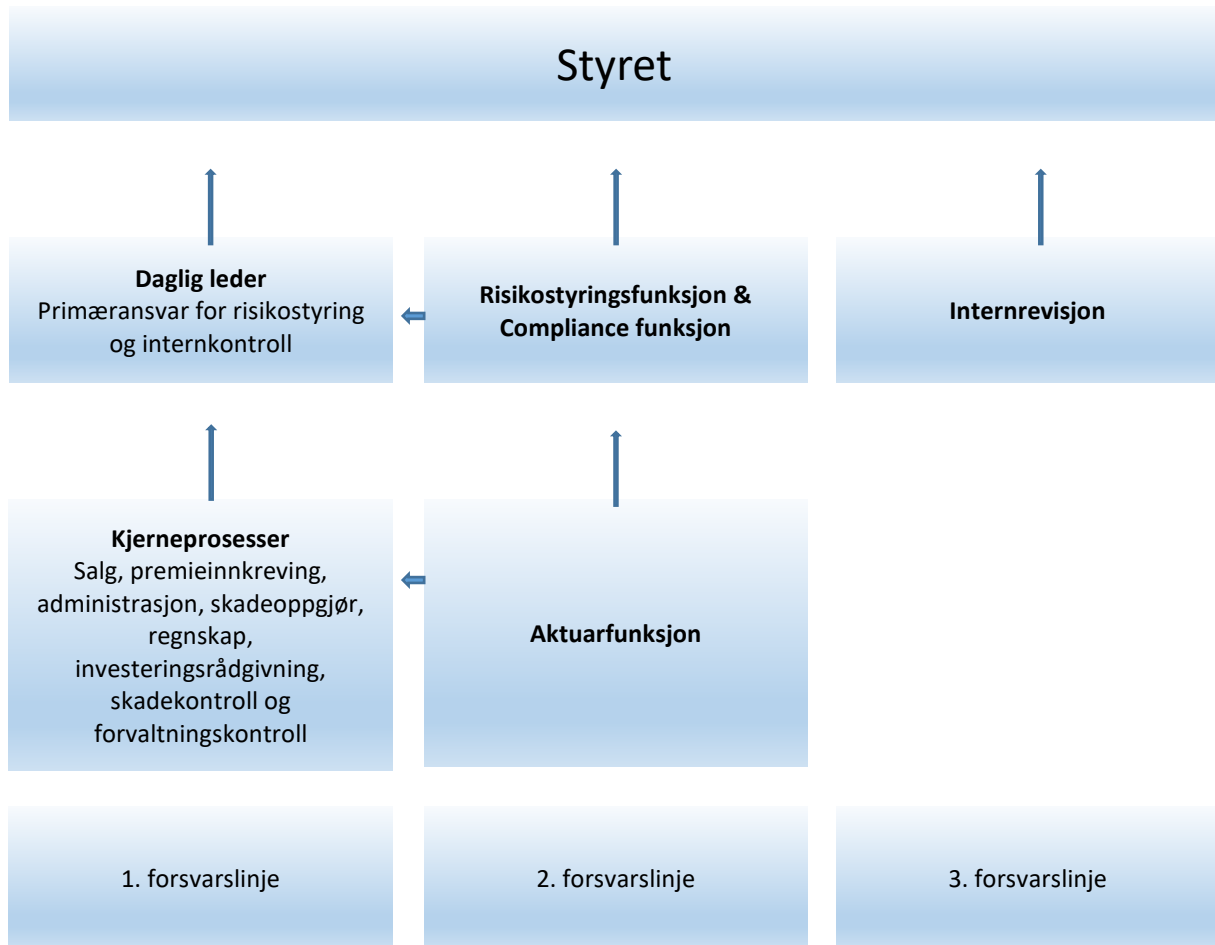 Styret
Daglig leder
Primæransvar for risikostyring
og internkontroll
Risikostyringsfunksjon &
Compliance funksjon
Internrevisjon
Kjerneprosesser
Salg, premieinnkreving,
administrasjon, skadeoppgjør,
regnskap,
investeringsrådgivning,
skadekontroll og
forvaltningskontroll
Aktuarfunksjon
1. forsvarslinje
2. forsvarslinje
3. forsvarslinje